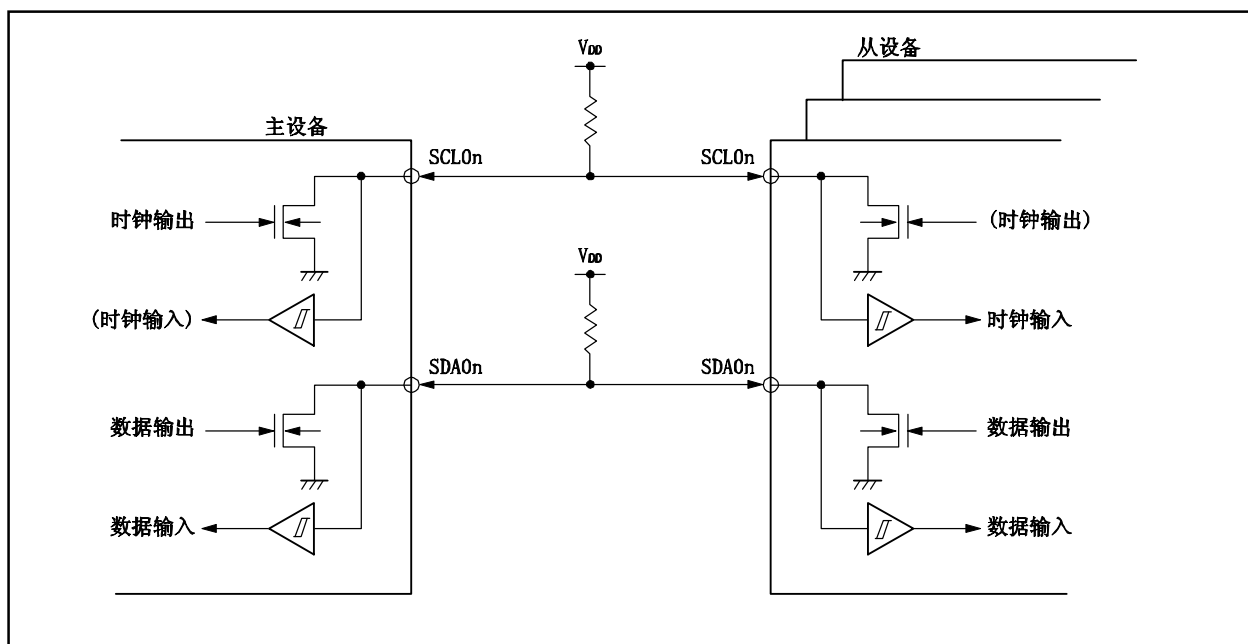 从设备
VDD
主设备
SCL0n
SCL0n
时钟输出
(时钟输出)
VDD
(时钟输入)
时钟输入
SDA0n
SDA0n
数据输出
数据输出
数据输入
数据输入